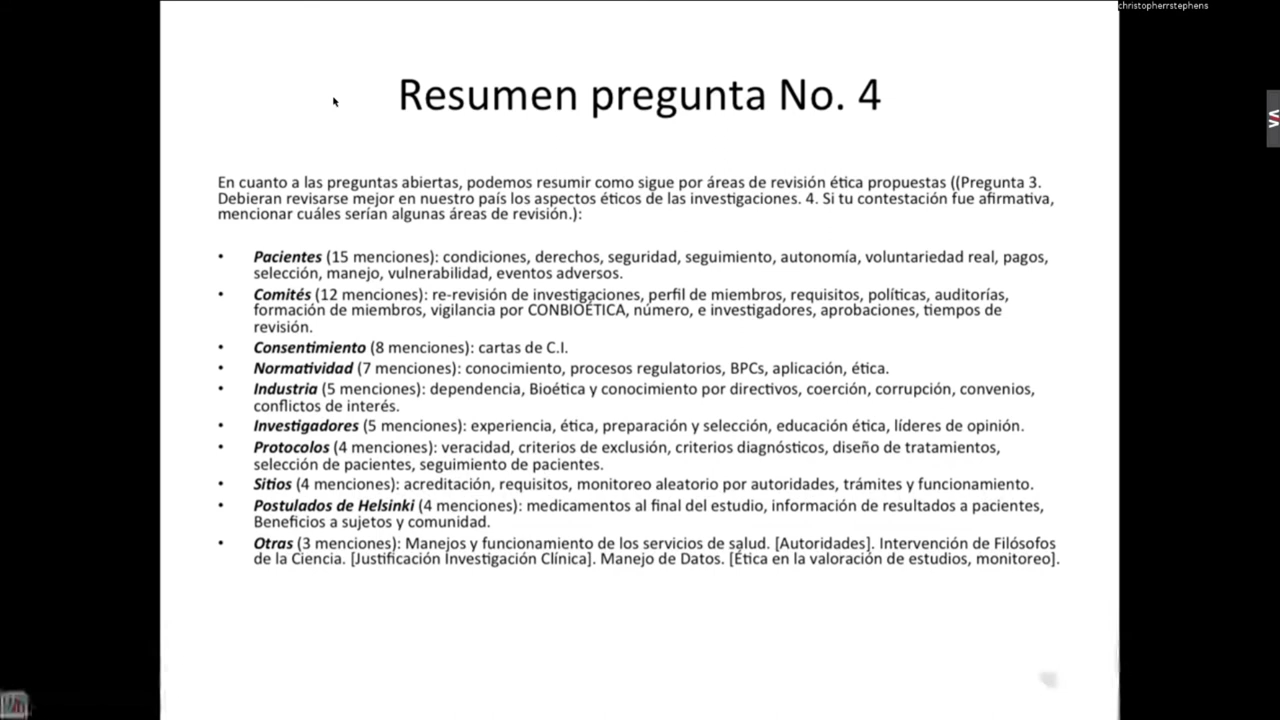 christopherrstephens
Resumen pregunta No. 4
En cuanto a las preguntas abiertas, podemos resumir como sigue por áreas de revisión ética propuestas ((Pregunta 3.
Debieran revisarse mejor en nuestro país los aspectos éticos de las investigaciones. 4. Si tu contestación fue afirmativa,
mencionar cuáles serían algunas áreas de revisión.):
• Pacientes (15 menciones): condiciones, derechos, seguridad, seguimiento, autonomía, voluntariedad real, pagos,
selección, manejo, vulnerabilidad, eventos adversos.
• Comités (12 menciones): re-revisión de investigaciones, perfil de miembros, requisitos, políticas, auditorías,
formación de miembros, vigilancia por CONBIOÉTICA, número, e investigadores, aprobaciones, tiempos de
revisión.
• Consentimiento (8 menciones): cartas de C.I.
• Normatividad (7 menciones): conocimiento, procesos regulatorios, BPCs, aplicación, ética.
• Industria (5 menciones): dependencia, Bioética y conocimiento por directivos, coerción, corrupción, convenios,
conflictos de interés.
• Investigadores (5 menciones): experiencia, ética, preparación y selección, educación ética, líderes de opinión.
• Protocolos (4 menciones): veracidad, criterios de exclusión, criterios diagnósticos, diseño de tratamientos,
selección de pacientes, seguimiento de pacientes.
• Sitios (4 menciones): acreditación, requisitos, monitoreo aleatorio por autoridades, trámites y funcionamiento.
• Postulados de Helsinki (4 menciones): medicamentos al final del estudio, información de resultados a pacientes,
Beneficios a sujetos y comunidad.
• Otras (3 menciones): Manejos y funcionamiento de los servicios de salud. [Autoridades]. Intervención de Filósofos
de la Ciencia. [Justificación Investigación Clínica]. Manejo de Datos. [Ética en la valoración de estudios, monitoreo].